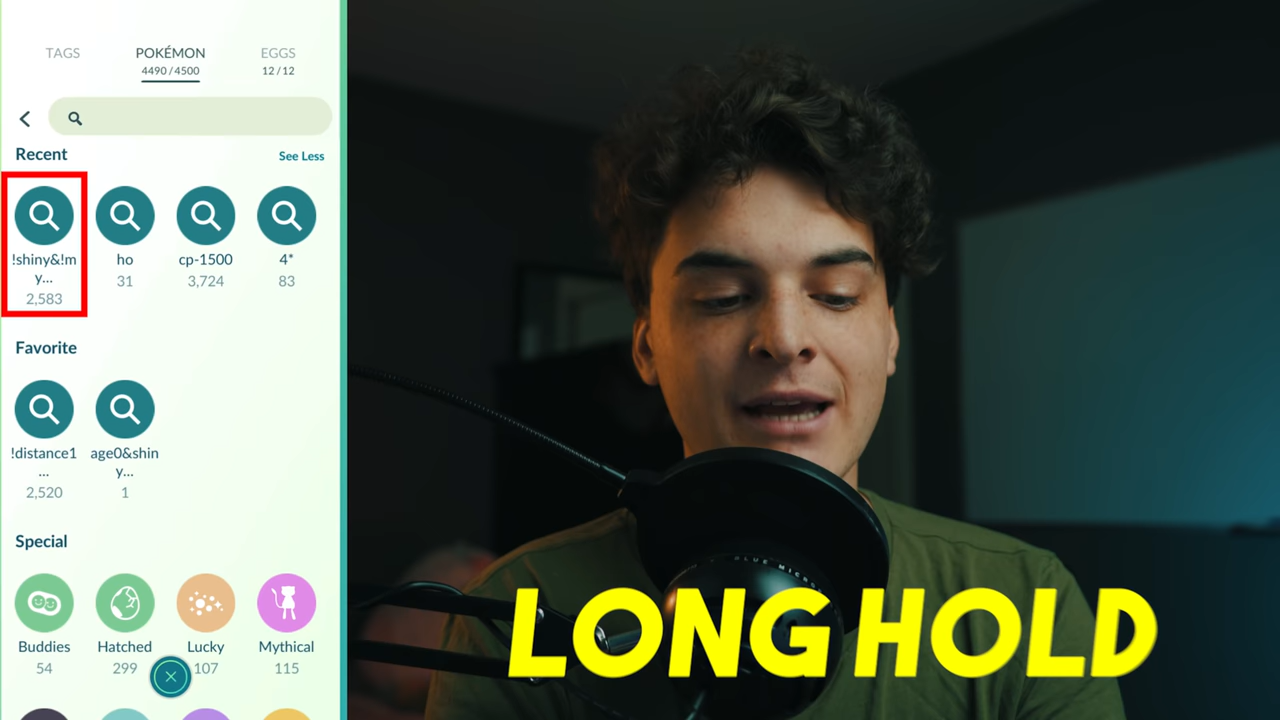 TAGS
POKÉMON
EGGS
4490 / 4500
12 / 12
Recent
See Less
!shiny&!m
y...
ho
cp-1500
4*
2,583
31
3,724
83
Favorite
!distance1
...
age0&shin
y...
2,520
1
Special
Buddies
Hatched
Lucky
Mythical
54
299
107
115
LONG HOLD